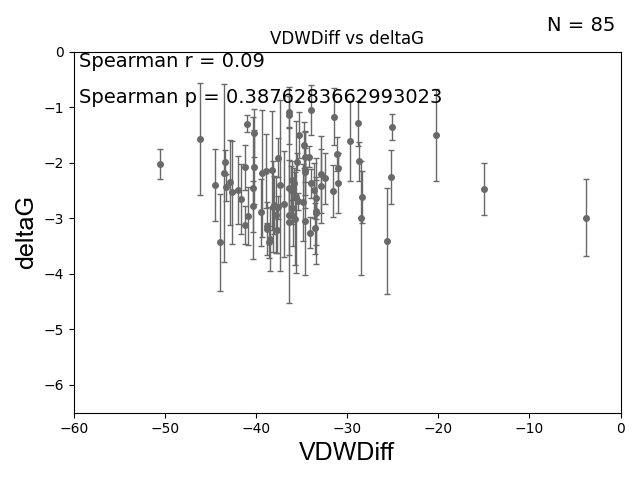 N = 85
VDWDiff vs deltaG
Spearman r = 0.09
Spearman p = 0.3876283662993023
0
−1
−2
−3
−4
−5
−6
deltaG
−60 −50 −40 −30 −20 −10 0
VDWDiff